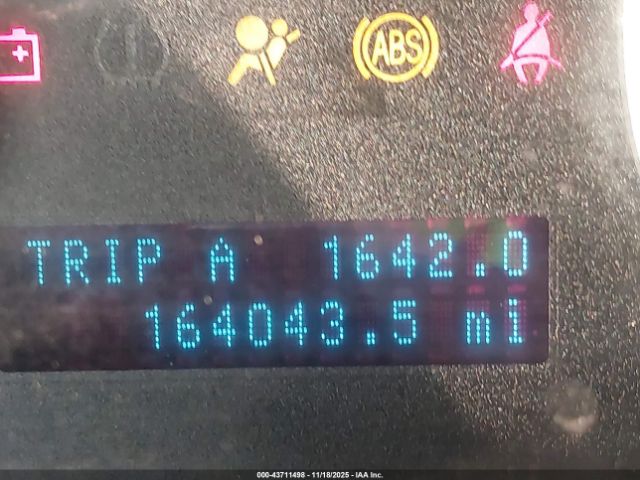 ABS
TRIP A 1642.0
164043.5 mi
000-43711498 - 11/18/2025 - IAA Inc.